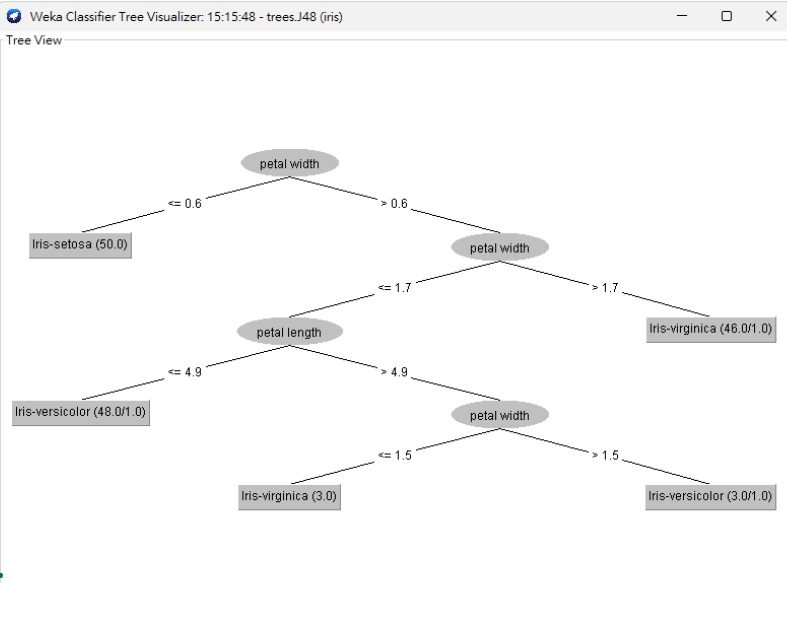 Weka Classifier Tree Visualizer: 15:15:48 - trees.J48 (iris)
Tree View
petal width
<= 0.6
> 0.6
Iris-setosa (50.0)
petal width
<= 1.7
> 1.7
petal length
Iris-virginica (46.0/1.0)
<= 4.9
> 4.9
Iris-versicolor (48.0/1.0)
petal width
<= 1.5
> 1.5
Iris-virginica (3.0)
Iris-versicolor (3.0/1.0)